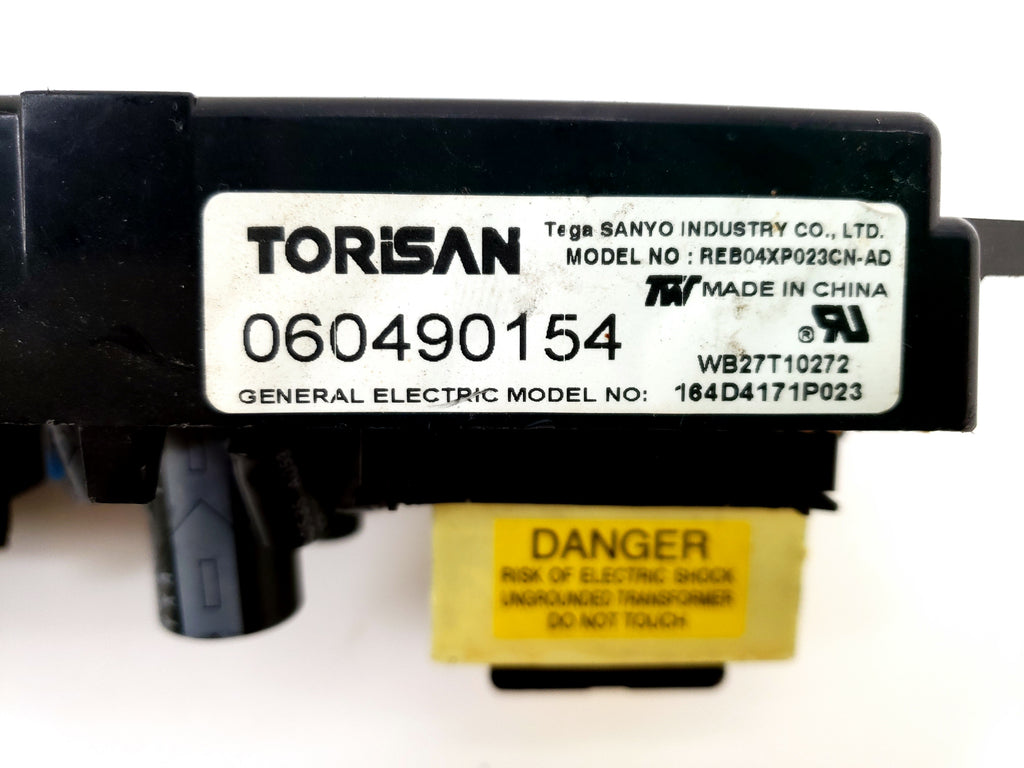 TORiSAN
Tega SANYO INDUSTRY CO., LTD.
MODEL NO : REB04XP023CN-AD
MADE IN CHINA
060490154
WB27T10272
GENERAL ELECTRIC MODEL NO: 164D4171P023
DANGER
RISK OF ELECTRIC SHOCK
UNGROUNDED TRANSFORMER
DO NOT TOUCH